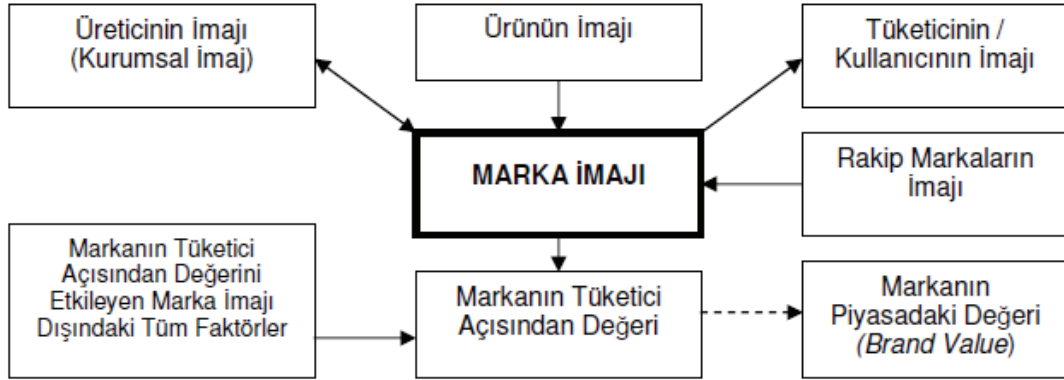 Üreticinin İmajı
(Kurumsal İmaj)
Ürünün İmajı
Tüketicinin /
Kullanıcının İmajı
MARKA İMAJI
Rakip Markaların
İmajı
Markanın Tüketici
Açısından Değerini
Etkileyen Marka İmajı
Dışındaki Tüm Faktörler
Markanın Tüketici
Açısından Değeri
Markanın
Piyasadaki Değeri
(Brand Value)